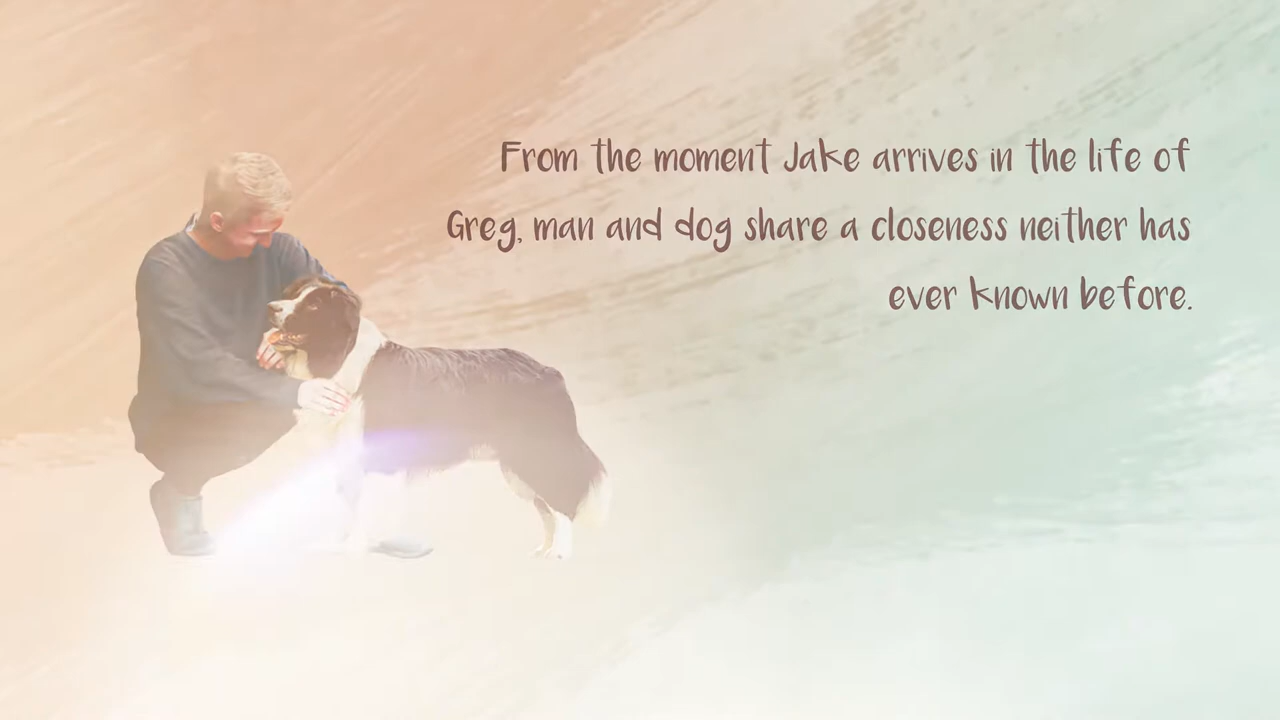 From the moment Jake arrives in the life of
Greg, man and dog share a closeness neither has
ever known before.